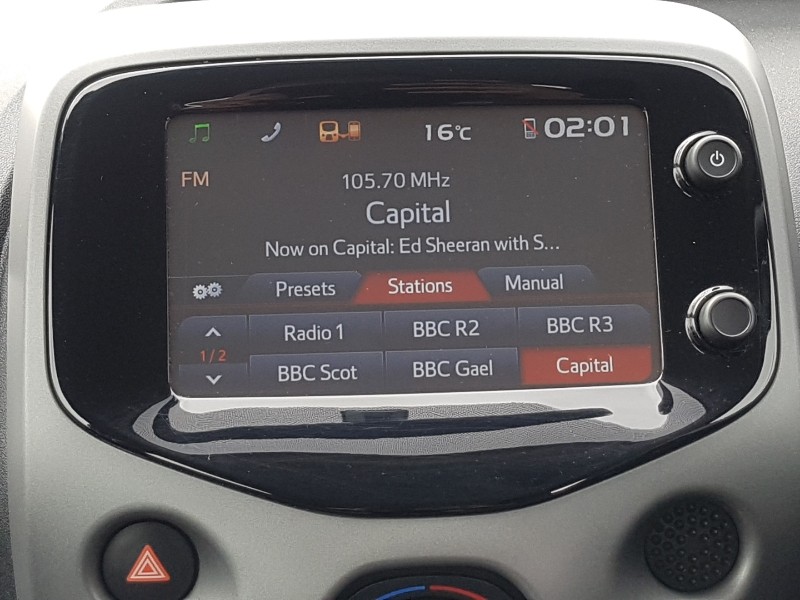 16°C 02:01
FM
105.70 MHz
Capital
Now on Capital: Ed Sheeran with S...
Presets Stations Manual
Radio 1 BBC R2 BBC R3
1/2
BBC Scot BBC Gael Capital